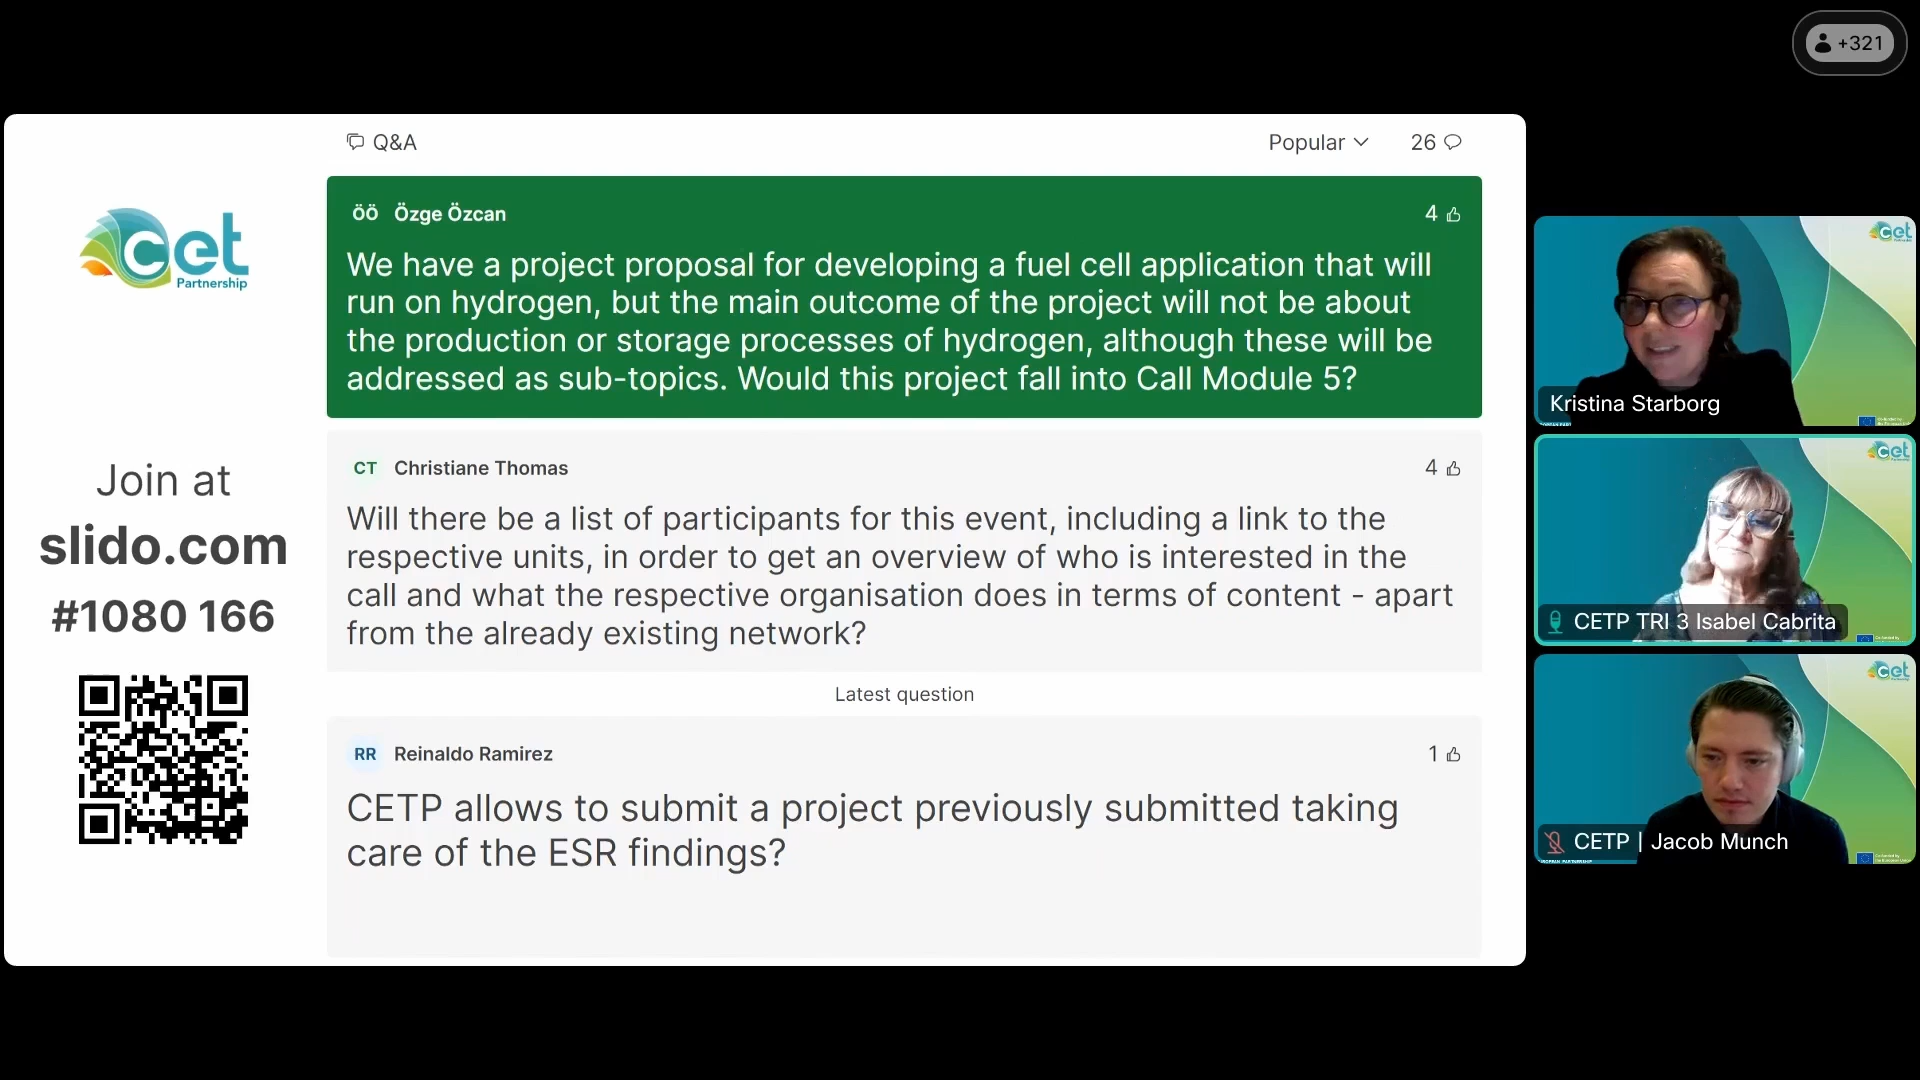 +321
Q&A
Popular
26
cet
Partnership
Join at
slido.com
#1080 166
ÖÖ Özge Özcan
4
We have a project proposal for developing a fuel cell application that will
run on hydrogen, but the main outcome of the project will not be about
the production or storage processes of hydrogen, although these will be
addressed as sub-topics. Would this project fall into Call Module 5?
CT Christiane Thomas
4
Will there be a list of participants for this event, including a link to the
respective units, in order to get an overview of who is interested in the
call and what the respective organisation does in terms of content - apart
from the already existing network?
Latest question
RR Reinaldo Ramirez
1
CETP allows to submit a project previously submitted taking
care of the ESR findings?
cet
Kristina Starborg
cet
CETP TRI 3 Isabel Cabrita
cet
CETP | Jacob Munch